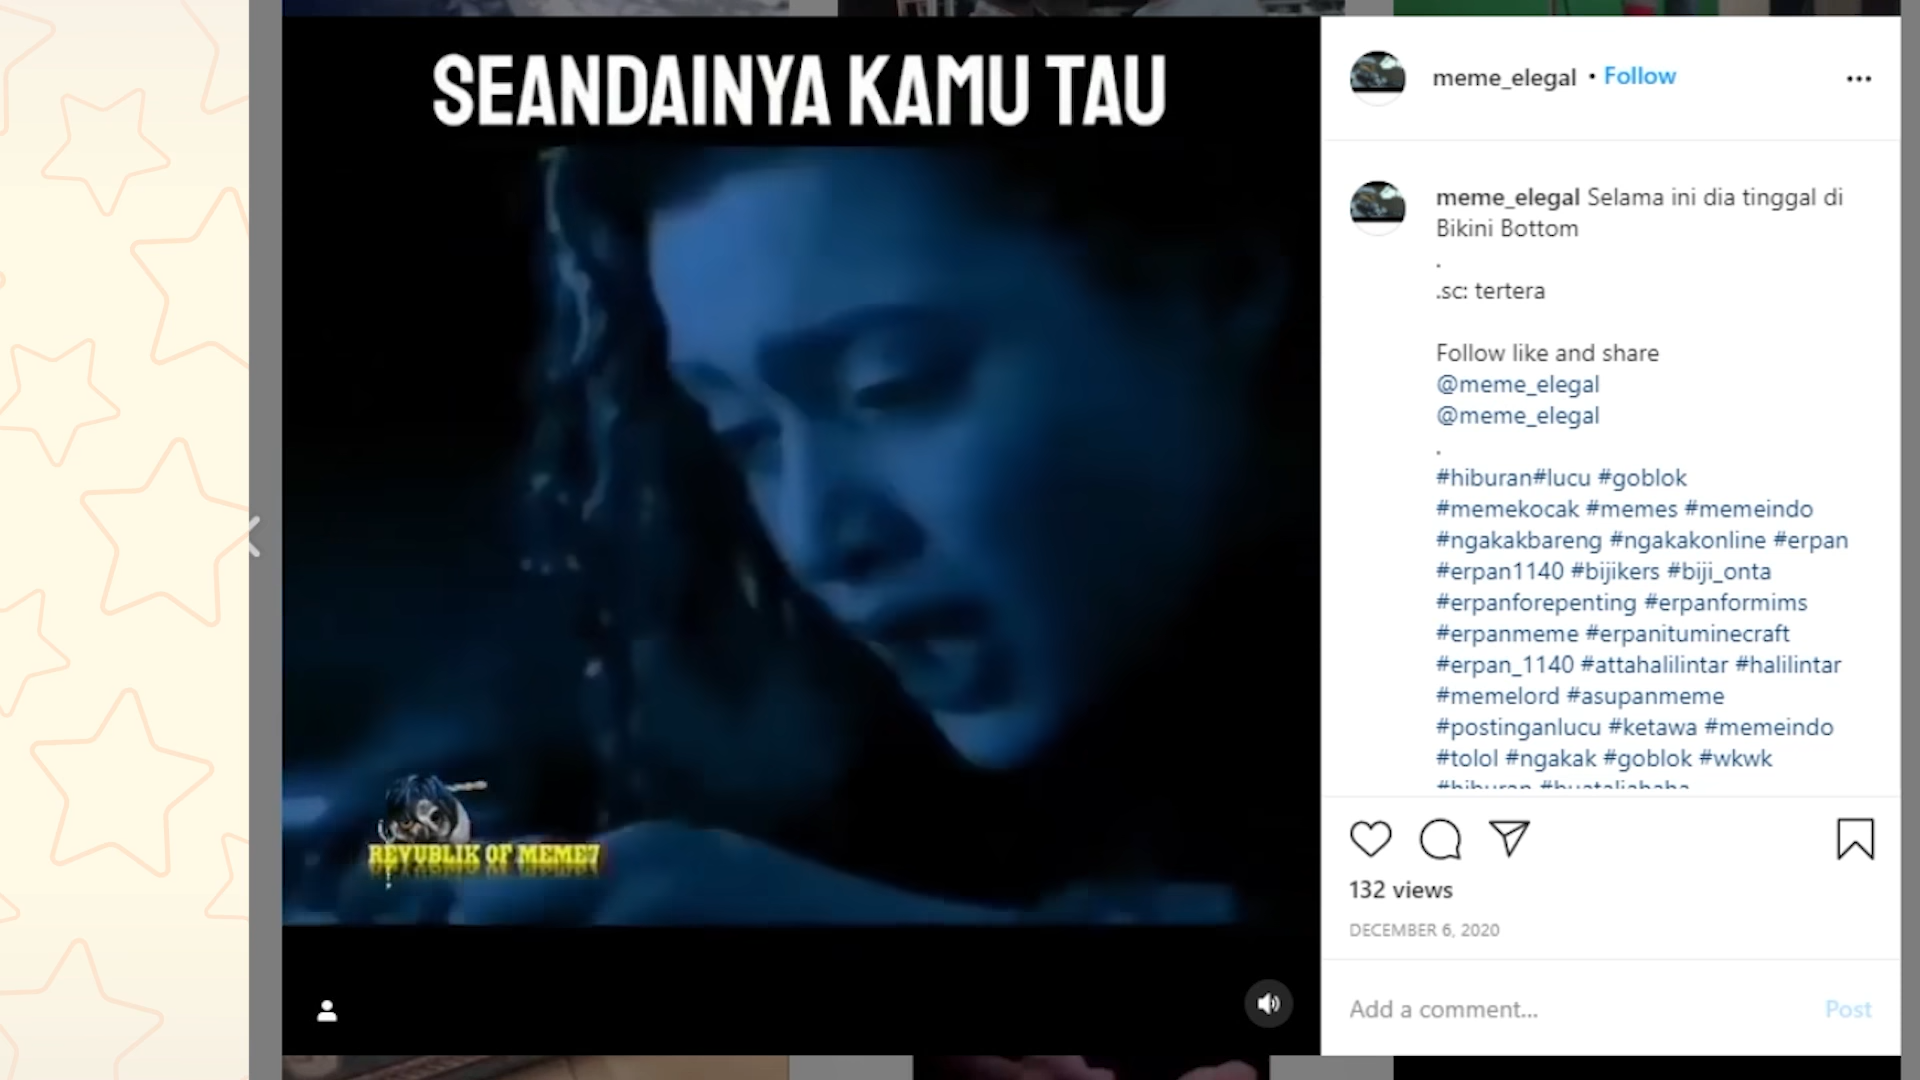 SEANDAINYA KAMU TAU
REVUBLIK OF MEME7
meme_elegal • Follow
meme_elegal Selama ini dia tinggal di
Bikini Bottom
.
.sc: tertera
Follow like and share
@meme_elegal
@meme_elegal
.
#hiburan#lucu #goblok
#memekocak #memes #memeindo
#ngakakbareng #ngakakonline #erpan
#erpan1140 #bijikers #biji_onta
#erpanforepenting #erpanformims
#erpanmeme #erpanituminecraft
#erpan_1140 #attahalilintar #halilintar
#memelord #asupanmeme
#postinganlucu #ketawa #memeindo
#tolol #ngakak #goblok #wkwk
132 views
DECEMBER 6, 2020
Add a comment... Post